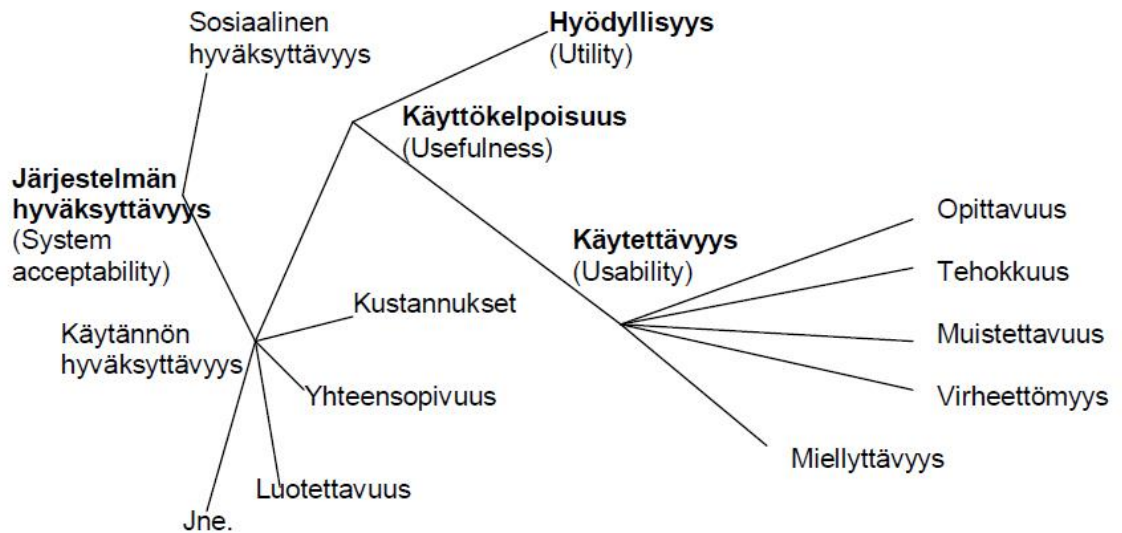 Sosiaalinen
hyväksyttävyys
Hyödyllisyys
(Utility)
Käyttökelpoisuus
(Usefulness)
Järjestelmän
hyväksyttävyys
(System
acceptability)
Käytettävyys
(Usability)
Opittavuus
Tehokkuus
Muistettavuus
Virheettömyys
Miellyttävyys
Käytännön
hyväksyttävyys
Kustannukset
Yhteensopivuus
Luotettavuus
Jne.